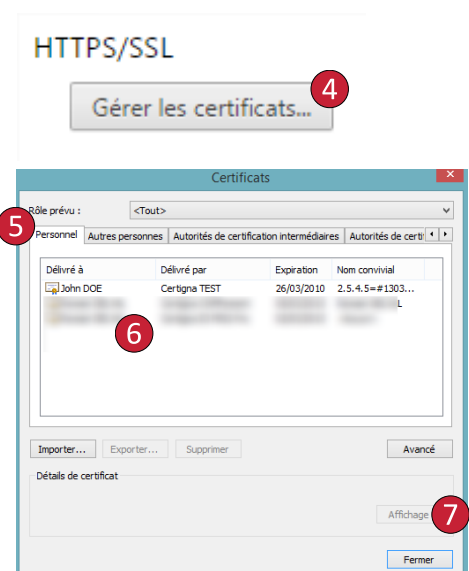 HTTPS/SSL
4
Gérer les certificats...
Certificats
Rôle prévu : <Tout>
5
Personnel Autres personnes Autorités de certification intermédiaires Autorités de certi
Délivré à Délivré par Expiration Nom convivial
John DOE Certigna TEST 26/03/2010 2.5.4.5=#1303...
L
6
Importer... Exporter... Supprimer Avancé
Détails de certificat
Affichage
7
Fermer